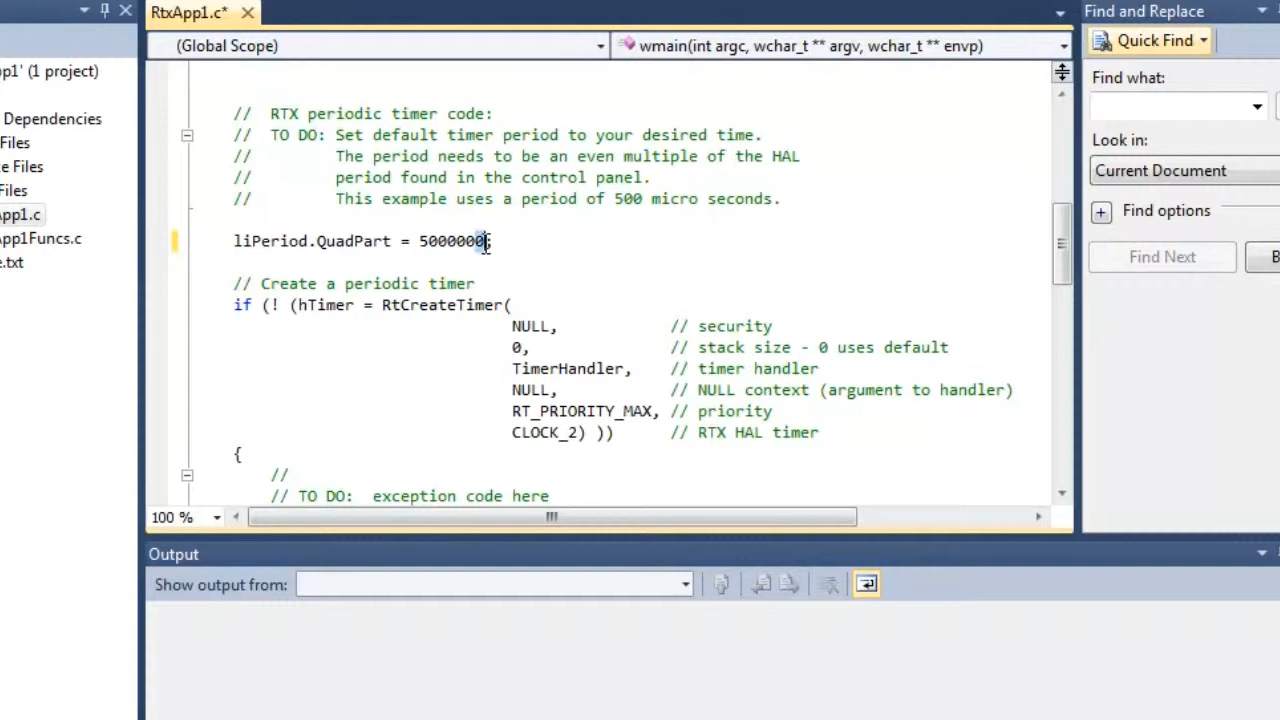 RtxApp1.c*
Find and Replace
(Global Scope)
wmain(int argc, wchar_t ** argv, wchar_t ** envp)
Quick Find
pp1' (1 project)
Dependencies
Files
e Files
Files
App1.c
App1Funcs.c
e.txt
// RTX periodic timer code:
// TO DO: Set default timer period to your desired time.
// The period needs to be an even multiple of the HAL
// period found in the control panel.
// This example uses a period of 500 micro seconds.
liPeriod.QuadPart = 5000000;
// Create a periodic timer
if (! (hTimer = RtCreateTimer(
NULL, // security
0, // stack size - 0 uses default
TimerHandler, // timer handler
NULL, // NULL context (argument to handler)
RT_PRIORITY_MAX, // priority
CLOCK_2) )) // RTX HAL timer
{
//
// TO DO: exception code here
100 %
Find what:
Look in:
Current Document
Find options
Find Next
B
Output
Show output from: